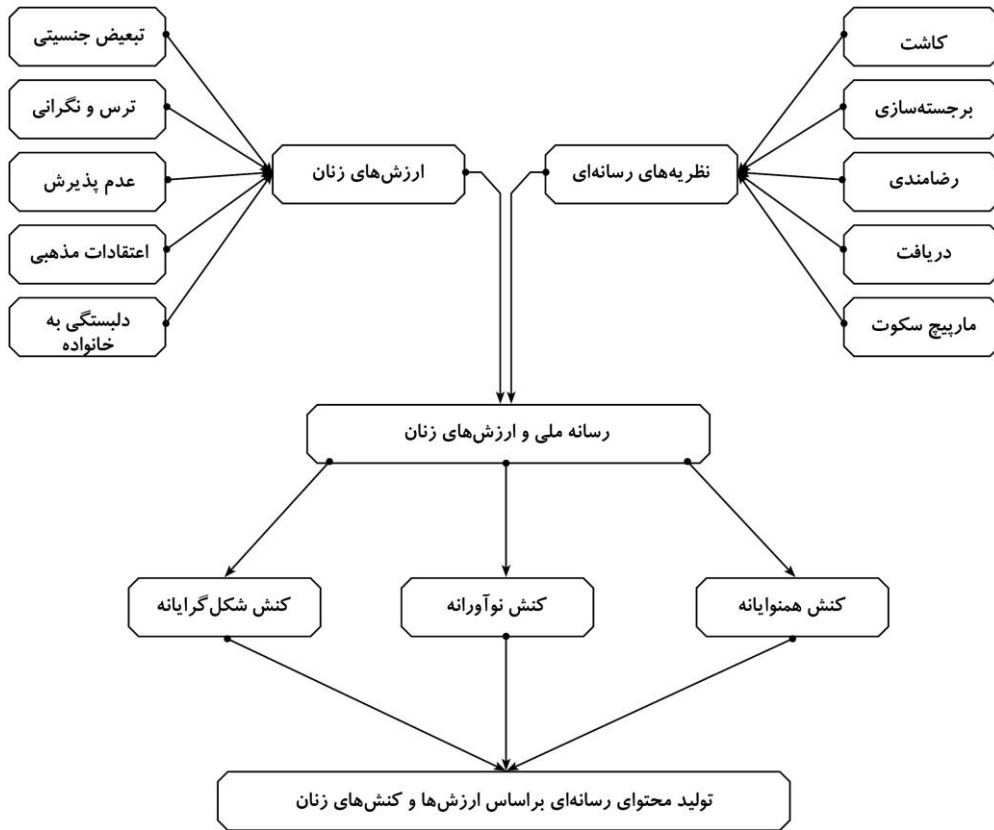 کاشت
برجسته‌سازی
رضامندی
دریافت
مارپیچ سکوت
نظریه‌های رسانه‌ای
تبعیض جنسیتی
ترس و نگرانی
عدم پذیرش
اعتقادات مذهبی
دلبستگی به
خانواده
ارزش‌های زنان
رسانه ملی و ارزش‌های زنان
کنش همنوایانه
کنش نوآورانه
کنش شکل‌گرایانه
تولید محتوای رسانه‌ای براساس ارزش‌ها و کنش‌های زنان